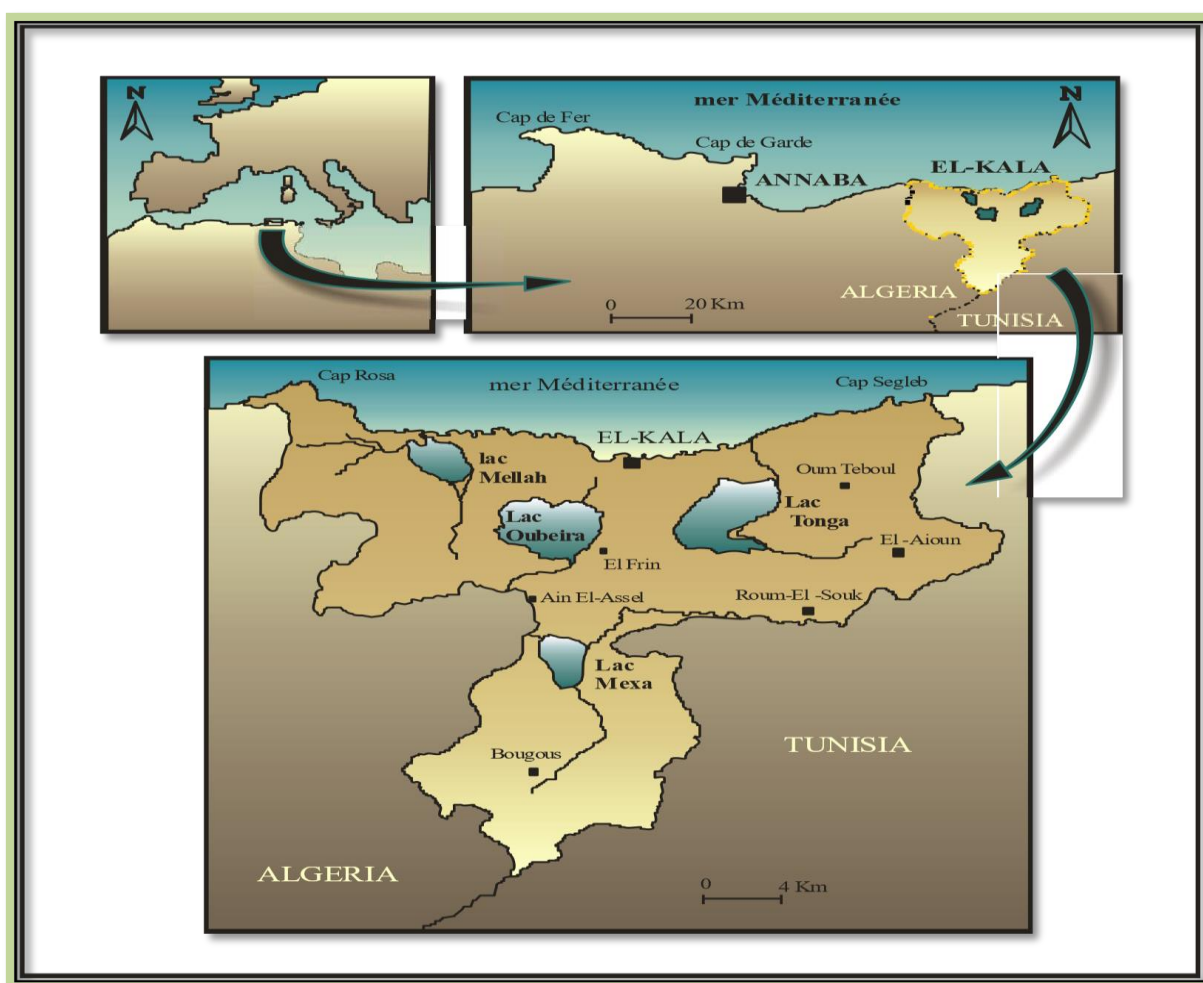 N
mer Méditerranée
N
Cap de Fer
Cap de Garde
EL-KALA
ANNABA
ALGERIA
0 20 Km
TUNISIA
Cap Rosa
mer Méditerranée
Cap Segleb
EL-KALA
lac
Mellah
Oum Teboul
Lac
Tonga
Lac
Oubeira
El -Aioun
El Frin
Ain El-Assel
Roum-El -Souk
Lac
Mexa
TUNISIA
Bougous
ALGERIA
0 4 Km